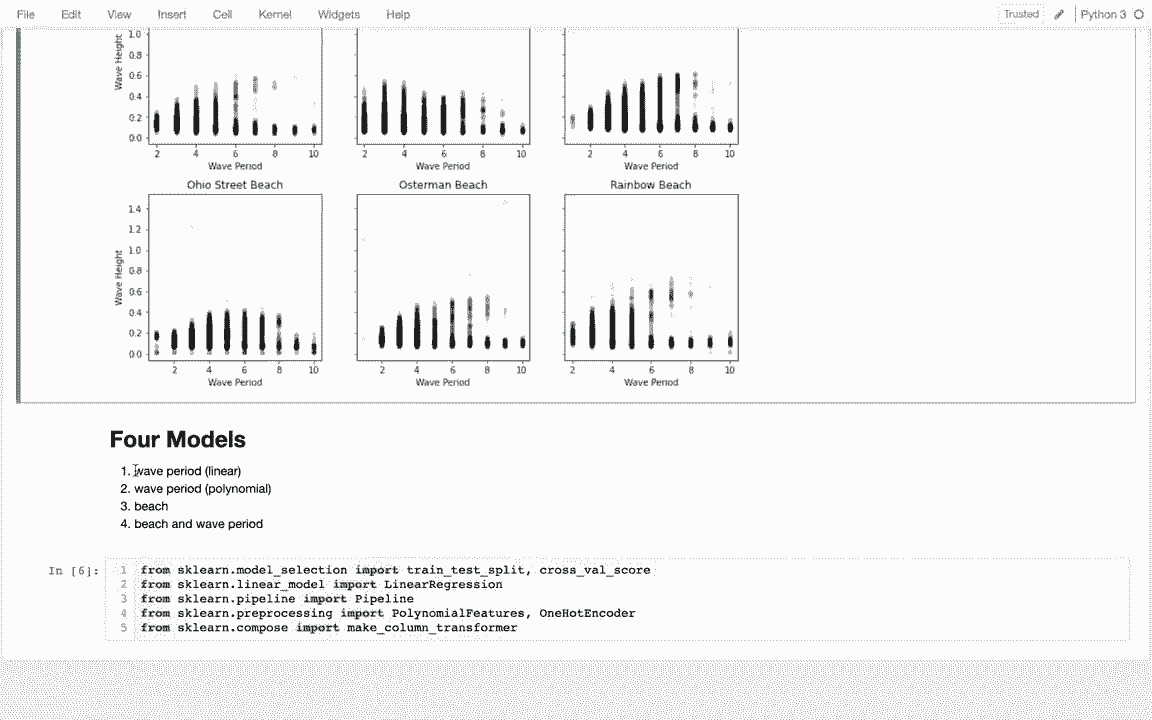 File Edit View Insert Cell Kernel Widgets Help Trusted Python 3
1.0
0.8
0.6
0.4
0.2
0.0
Wave Height
2 4 6 8 10 2 4 6 8 10 2 4 6 8 10
Wave Period Wave Period Wave Period
Ohio Street Beach Osterman Beach Rainbow Beach
1.4
1.2
1.0
0.8
0.6
0.4
0.2
0.0
Wave Height
2 4 6 8 10 2 4 6 8 10 2 4 6 8 10
Wave Period Wave Period Wave Period
Four Models
1. wave period (linear)
2. wave period (polynomial)
3. beach
4. beach and wave period
In [6]:
1 from sklearn.model_selection import train_test_split, cross_val_score
2 from sklearn.linear_model import LinearRegression
3 from sklearn.pipeline import Pipeline
4 from sklearn.preprocessing import PolynomialFeatures, OneHotEncoder
5 from sklearn.compose import make_column_transformer